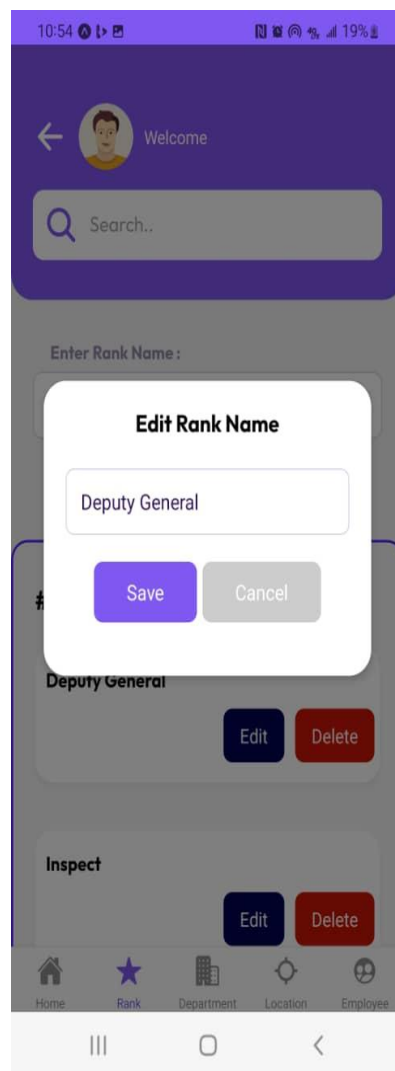 10:54 19%
Welcome
Search..
Enter Rank Name :
Edit Rank Name
Deputy General
Save Cancel
#
Deputy General
Edit Delete
Inspect
Edit Delete
Home Rank Department Location Employee